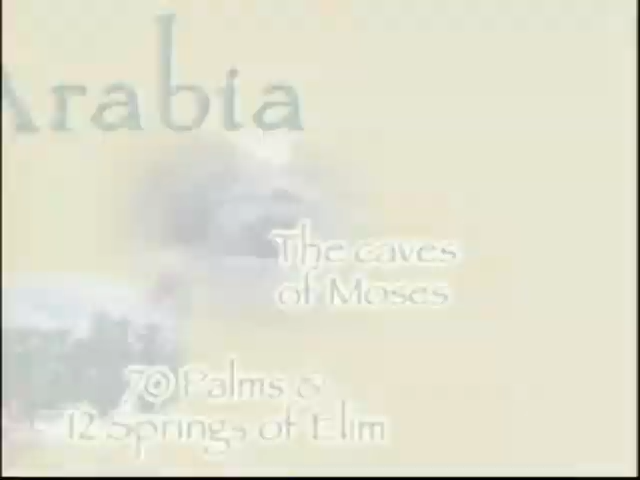 Arabia
The caves
of Moses
70 Palms &
12 Springs of Elim